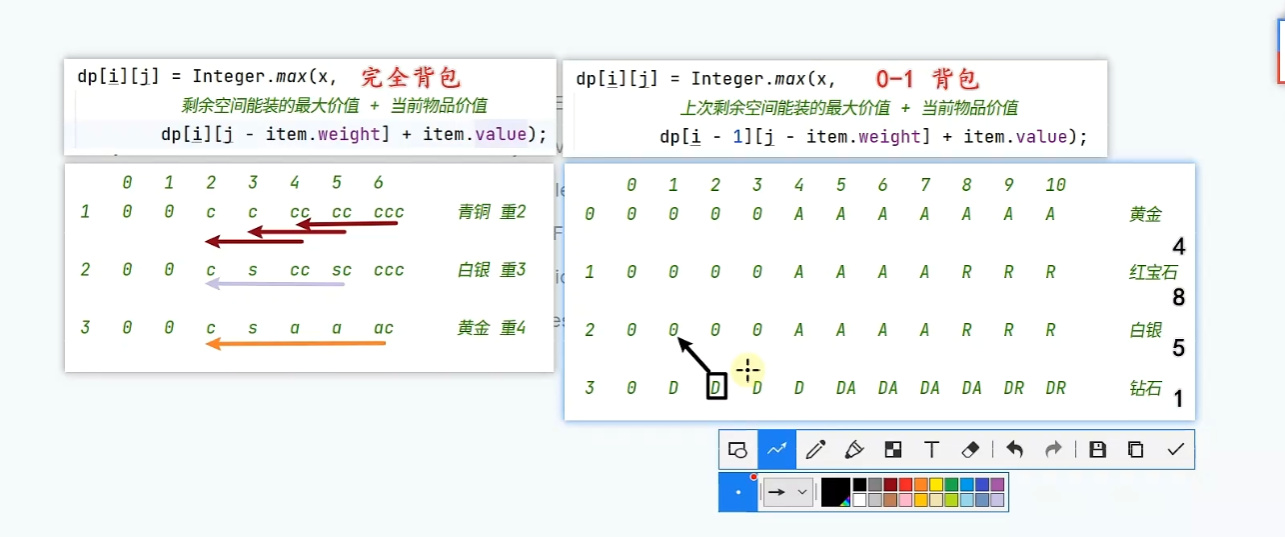 dp[i][j] = Integer.max(x, 完全背包
剩余空间能装的最大价值 + 当前物品价值
dp[i][j - item.weight] + item.value);
0 1 2 3 4 5 6
1 0 0 c c cc cc ccc 青铜 重2
2 0 0 c s cc sc ccc 白银 重3
3 0 0 c s a a ac 黄金 重4
dp[i][j] = Integer.max(x, 0-1 背包
上次剩余空间能装的最大价值 + 当前物品价值
dp[i - 1][j - item.weight] + item.value);
0 1 2 3 4 5 6 7 8 9 10
0 0 0 0 0 A A A A A A A 黄金
4
1 0 0 0 0 A A A A R R R 红宝石
8
2 0 0 0 0 A A A A R R R 白银
5
3 0 D D D D DA DA DA DA DR DR 钻石
1
T